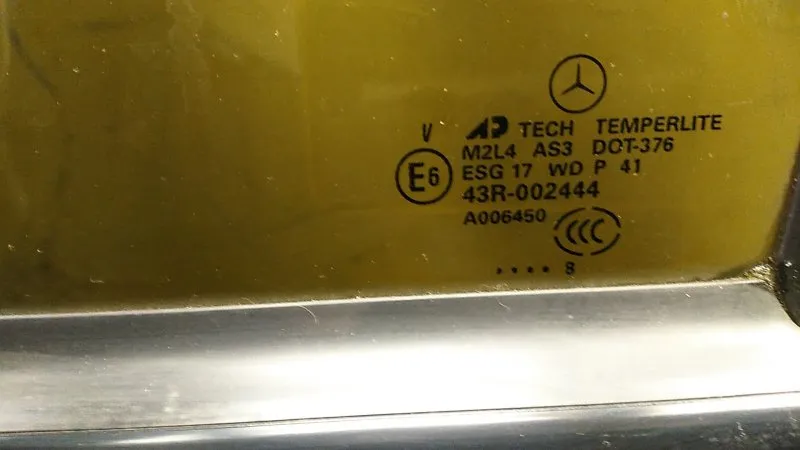 V
AP TECH TEMPERLITE
M2L4 AS3 DOT-376
ESG 17 WD P 41
E6
43R-002444
A006450
CCC
.... 8